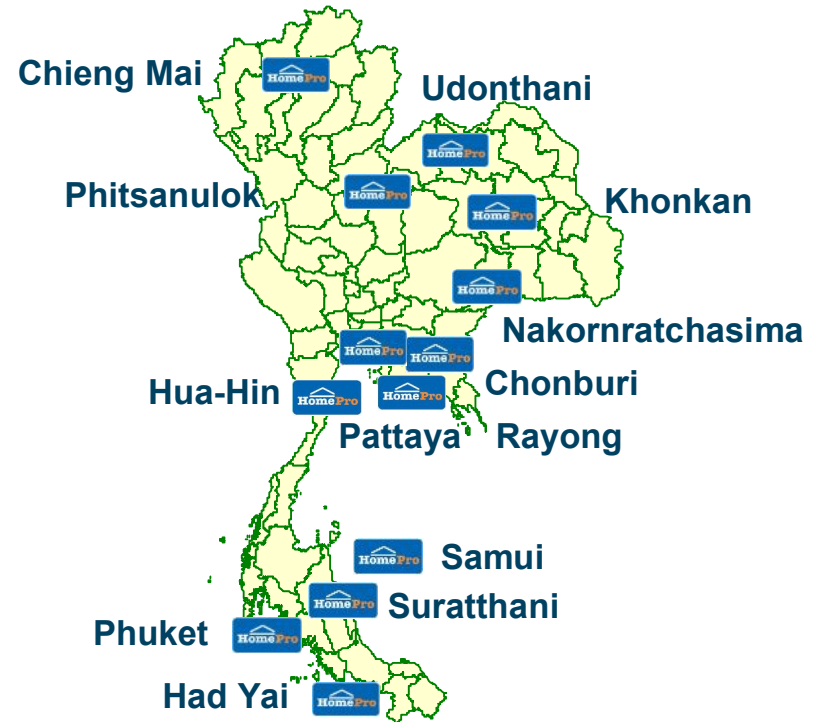 Chieng Mai
HomePro
Udonthani
HomePro
Phitsanulok
HomePro
HomePro
Khonkan
HomePro
Nakornratchasima
HomePro
HomePro
Chonburi
Hua-Hin
HomePro
HomePro
Pattaya
Rayong
HomePro
Samui
HomePro
Suratthani
Phuket
HomePro
Had Yai
HomePro